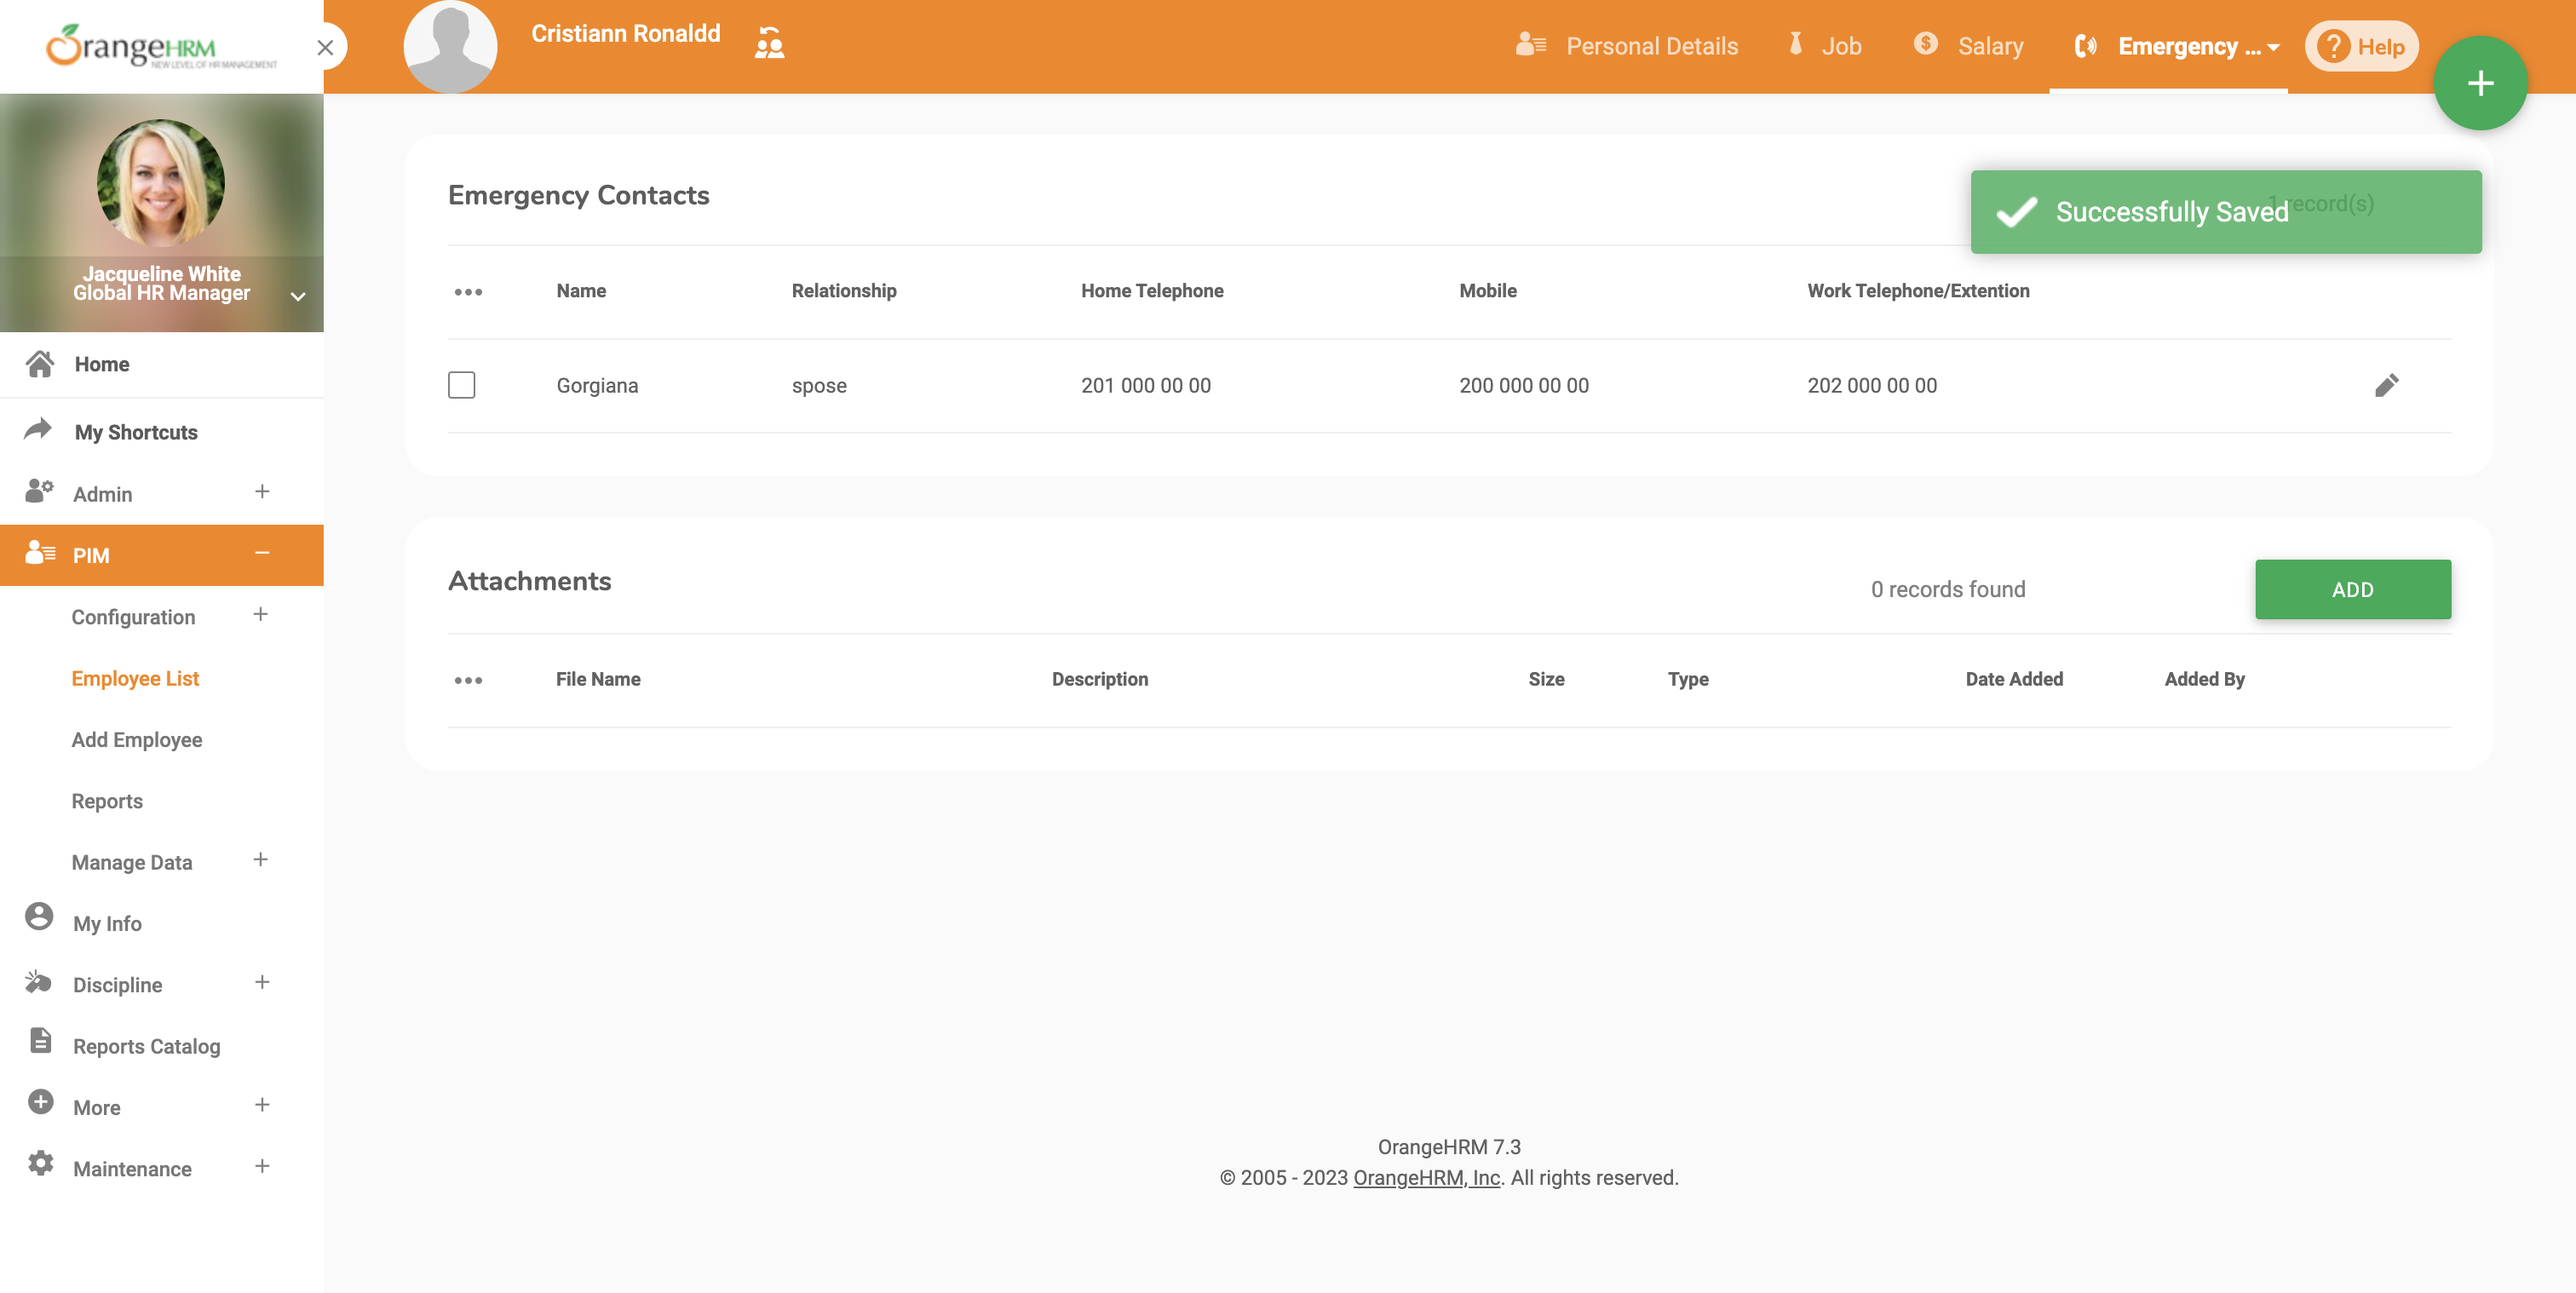 OrangeHRM
NEW LEVEL OF HR MANAGEMENT
Cristiann Ronaldd
Personal Details
Job
Salary
Emergency ...
Help
Jacqueline White
Global HR Manager
Home
My Shortcuts
Admin
PIM
Configuration
Employee List
Add Employee
Reports
Manage Data
My Info
Discipline
Reports Catalog
More
Maintenance
Emergency Contacts
1 record(s)
Successfully Saved
Name Relationship Home Telephone Mobile Work Telephone/Extention
Gorgiana spose 201 000 00 00 200 000 00 00 202 000 00 00
Attachments
0 records found
ADD
File Name Description Size Type Date Added Added By
OrangeHRM 7.3
© 2005 - 2023 OrangeHRM, Inc. All rights reserved.